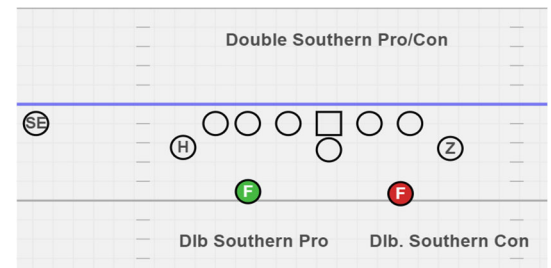 Double Southern Pro/Con
SE
H
Z
F
F
Dlb Southern Pro
Dlb. Southern Con